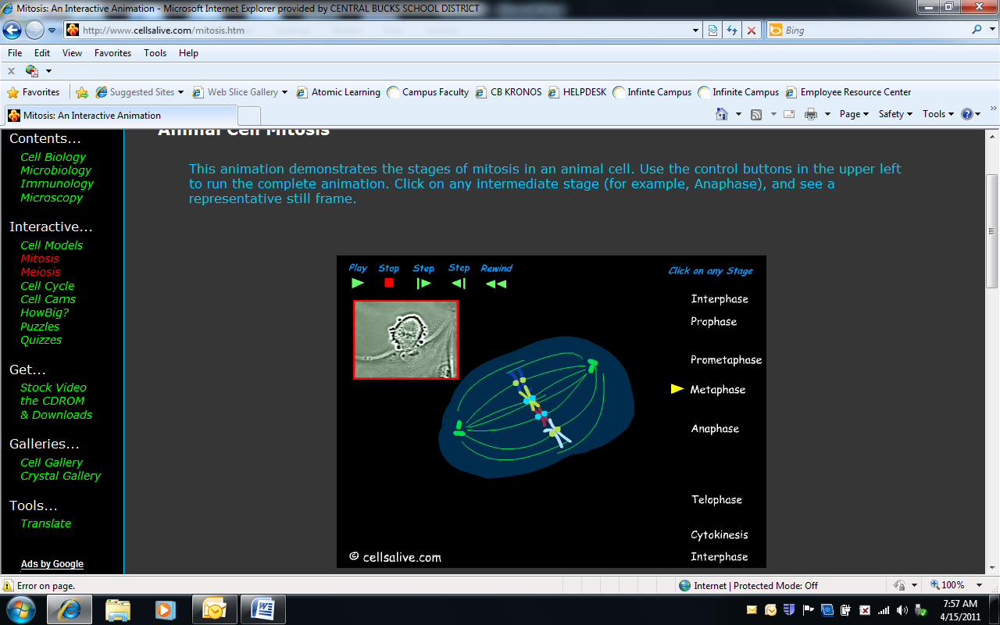 Mitosis: An Interactive Animation - Microsoft Internet Explorer provided by CENTRAL BUCKS SCHOOL DISTRICT
http://www.cellsalive.com/mitosis.htm
Bing
File Edit View Favorites Tools Help
x
Favorites Suggested Sites Web Slice Gallery Atomic Learning Campus Faculty CB KRONOS HELPDESK Infinte Campus Infinite Campus Employee Resource Center
Mitosis: An Interactive Animation
Page Safety Tools
Animal Cell Mitosis
This animation demonstrates the stages of mitosis in an animal cell. Use the control buttons in the upper left
to run the complete animation. Click on any intermediate stage (for example, Anaphase), and see a
representative still frame.
Contents...
Cell Biology
Microbiology
Immunology
Microscopy
Interactive...
Cell Models
Mitosis
Meiosis
Cell Cycle
Cell Cams
HowBig?
Puzzles
Quizzes
Get...
Stock Video
the CDROM
& Downloads
Galleries...
Cell Gallery
Crystal Gallery
Tools...
Translate
Ads by Google
Play Stop Step Step Rewind
Click on any Stage
Interphase
Prophase
Prometaphase
Metaphase
Anaphase
Telophase
Cytokinesis
Interphase
© cellsalive.com
Error on page.
Internet | Protected Mode: Off
100%
7:57 AM
4/15/2011